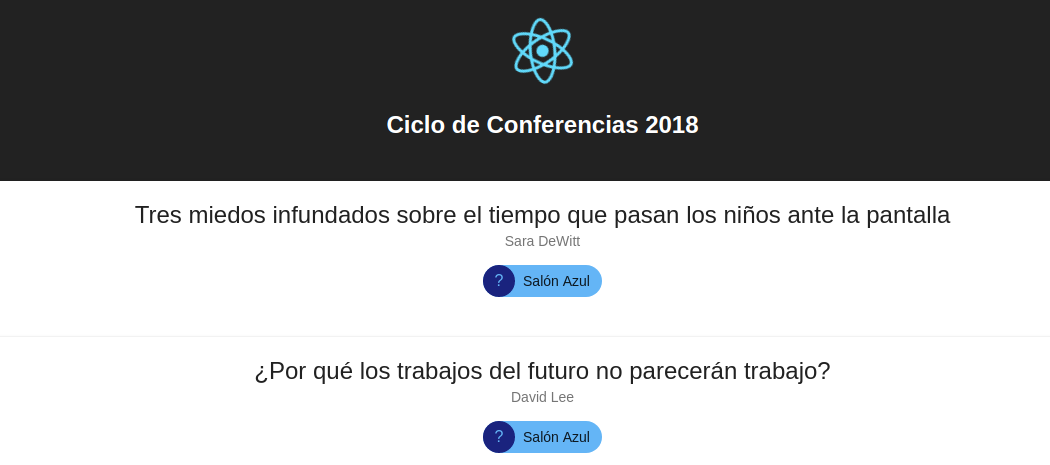 Ciclo de Conferencias 2018
Tres miedos infundados sobre el tiempo que pasan los niños ante la pantalla
Sara DeWitt
? Salón Azul
¿Por qué los trabajos del futuro no parecerán trabajo?
David Lee
? Salón Azul